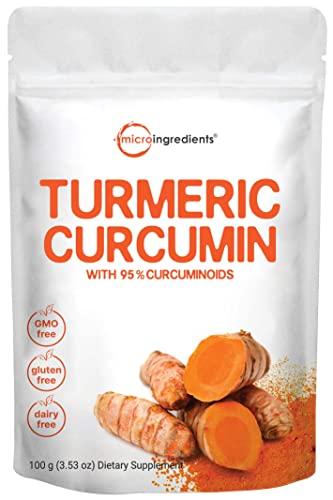 microingredients®
TURMERIC
CURCUMIN
WITH 95% CURCUMINOIDS
GMO
free
gluten
free
dairy
free
100 g (3.53 oz) Dietary Supplement